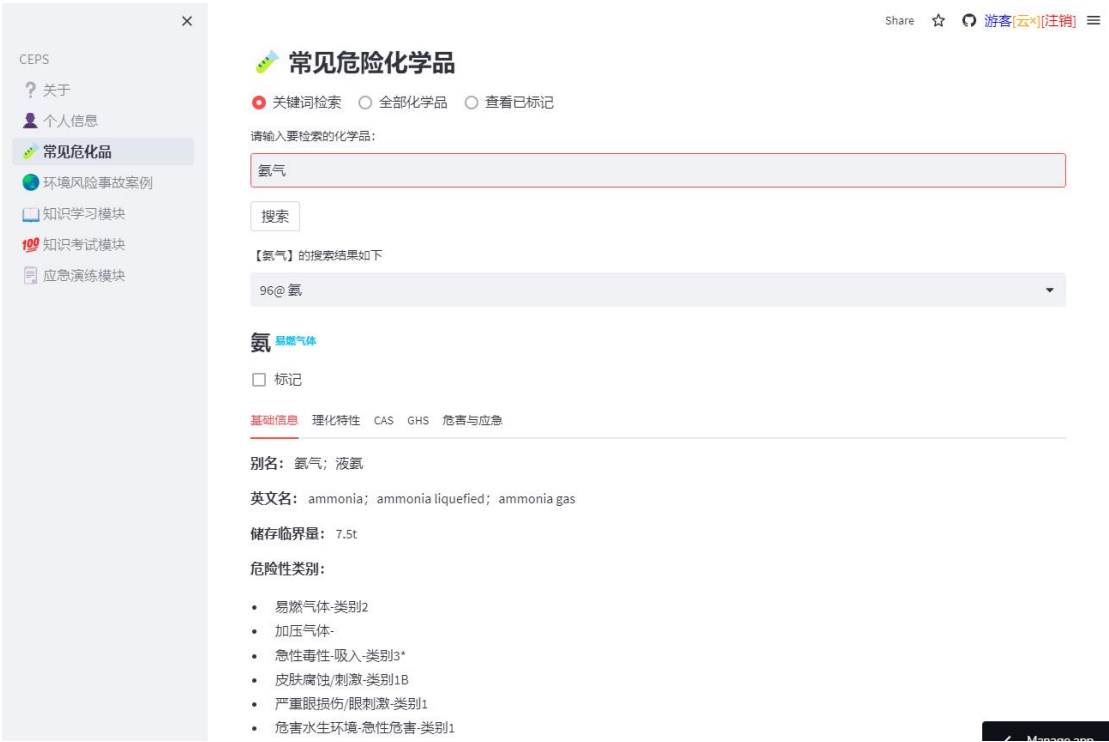 Share 游客[云×][注销]
CEPS
关于
个人信息
常见危化品
环境风险事故案例
知识学习模块
知识考试模块
应急演练模块
常见危险化学品
关键词检索 全部化学品 查看已标记
请输入要检索的化学品：
氨气
搜索
【氨气】的搜索结果如下
96@ 氨
氨 易燃气体
标记
基础信息 理化特性 CAS GHS 危害与应急
别名： 氨气；液氨
英文名： ammonia；ammonia liquefied；ammonia gas
储存临界量： 7.5t
危险性类别：
• 易燃气体-类别2
• 加压气体-
• 急性毒性-吸入-类别3*
• 皮肤腐蚀/刺激-类别1B
• 严重眼损伤/眼刺激-类别1
• 危害水生环境-急性危害-类别1
Manage app